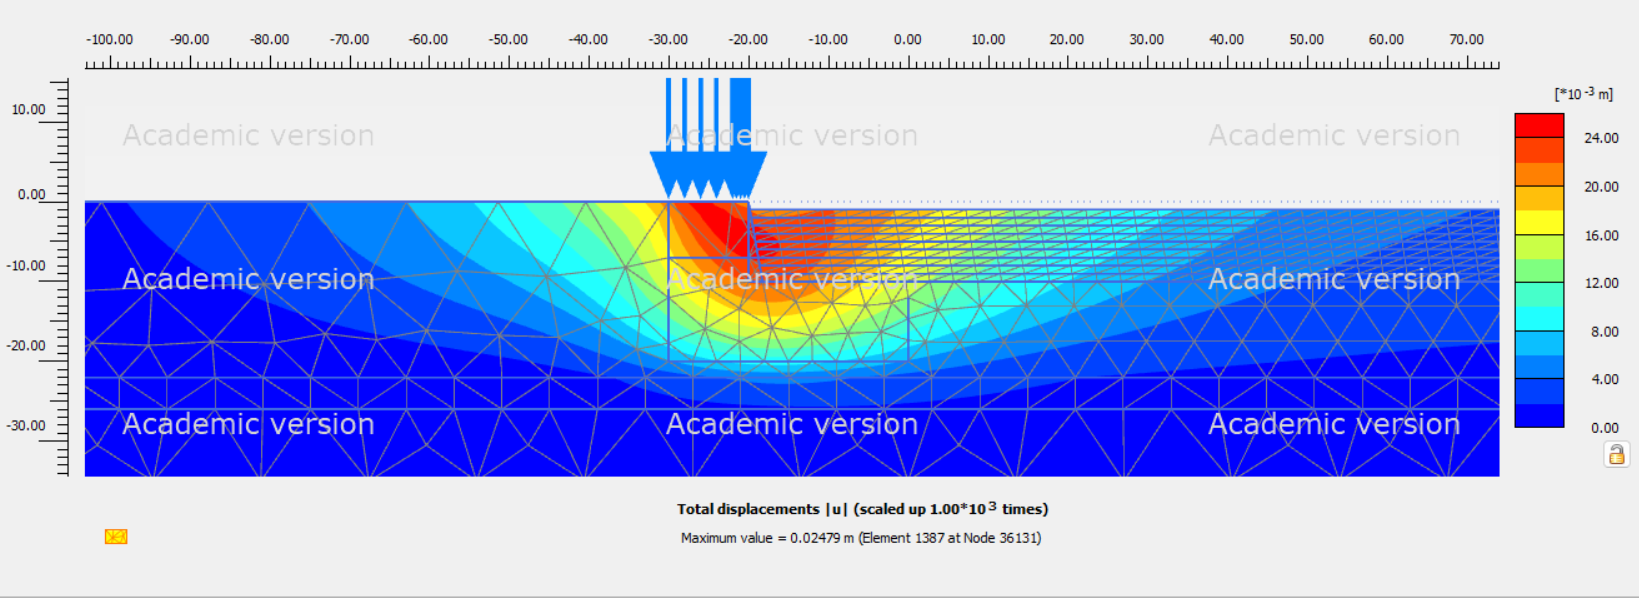 -100.00 -90.00 -80.00 -70.00 -60.00 -50.00 -40.00 -30.00 -20.00 -10.00 0.00 10.00 20.00 30.00 40.00 50.00 60.00 70.00
[*10 -3 m]
10.00
Academic version Academic version Academic version
24.00
0.00
20.00
16.00
-10.00
Academic version Academic version Academic version
12.00
8.00
-20.00
4.00
-30.00
Academic version Academic version Academic version
0.00
Total displacements |u| (scaled up 1.00*10 3 times)
Maximum value = 0.02479 m (Element 1387 at Node 36131)